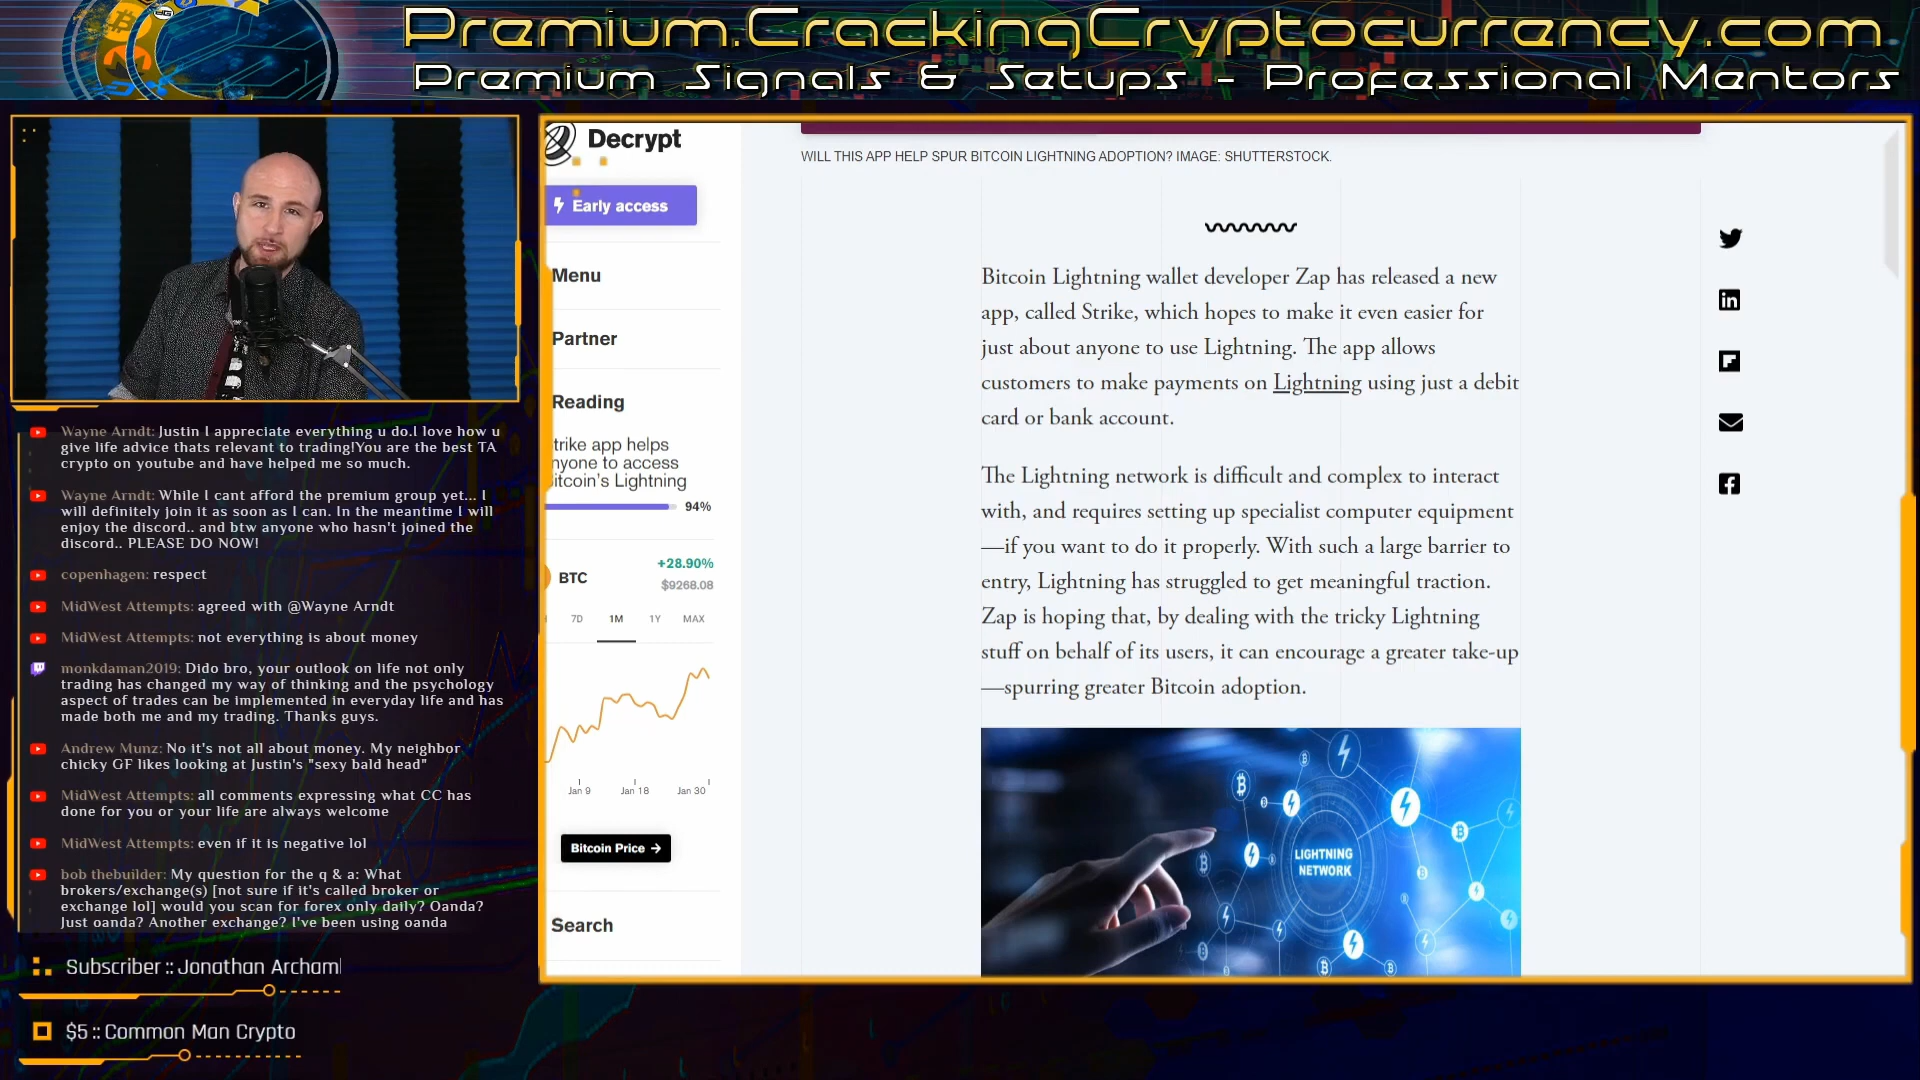 Premium.CrackingCryptocurrency.com
Premium Signals & Setups - Professional Mentors
Wayne Arndt: Justin I appreciate everything u do.I love how u
give life advice thats relevant to trading!You are the best TA
crypto on youtube and have helped me so much.
Wayne Arndt: While I cant afford the premium group yet... I
will definitely join it as soon as I can. In the meantime I will
enjoy the discord.. and btw anyone who hasn't joined the
discord.. PLEASE DO NOW!
copenhagen: respect
MidWest Attempts: agreed with @Wayne Arndt
MidWest Attempts: not everything is about money
monkdaman2019: Dido bro, your outlook on life not only
trading has changed my way of thinking and the psychology
aspect of trades can be implemented in everyday life and has
made both me and my trading. Thanks guys.
Andrew Munz: No it's not all about money. My neighbor
chicky GF likes looking at Justin's "sexy bald head"
MidWest Attempts: all comments expressing what CC has
done for you or your life are always welcome
MidWest Attempts: even if it is negative lol
bob thebuilder: My question for the q & a: What
brokers/exchange(s) [not sure if it's called broker or
exchange lol] would you scan for forex only daily? Oanda?
Just oanda? Another exchange? I've been using oanda
Subscriber :: Jonathan Archam
$5 :: Common Man Crypto
Decrypt
Early access
Menu
Partner
Reading
trike app helps
nyone to access
itcoin's Lightning
94%
BTC
+28.90%
$9268.08
7D 1M 1Y MAX
Jan 9 Jan 18 Jan 30
Bitcoin Price →
Search
WILL THIS APP HELP SPUR BITCOIN LIGHTNING ADOPTION? IMAGE: SHUTTERSTOCK.
Bitcoin Lightning wallet developer Zap has released a new
app, called Strike, which hopes to make it even easier for
just about anyone to use Lightning. The app allows
customers to make payments on Lightning using just a debit
card or bank account.
The Lightning network is difficult and complex to interact
with, and requires setting up specialist computer equipment
—if you want to do it properly. With such a large barrier to
entry, Lightning has struggled to get meaningful traction.
Zap is hoping that, by dealing with the tricky Lightning
stuff on behalf of its users, it can encourage a greater take-up
—spurring greater Bitcoin adoption.
LIGHTNING
NETWORK